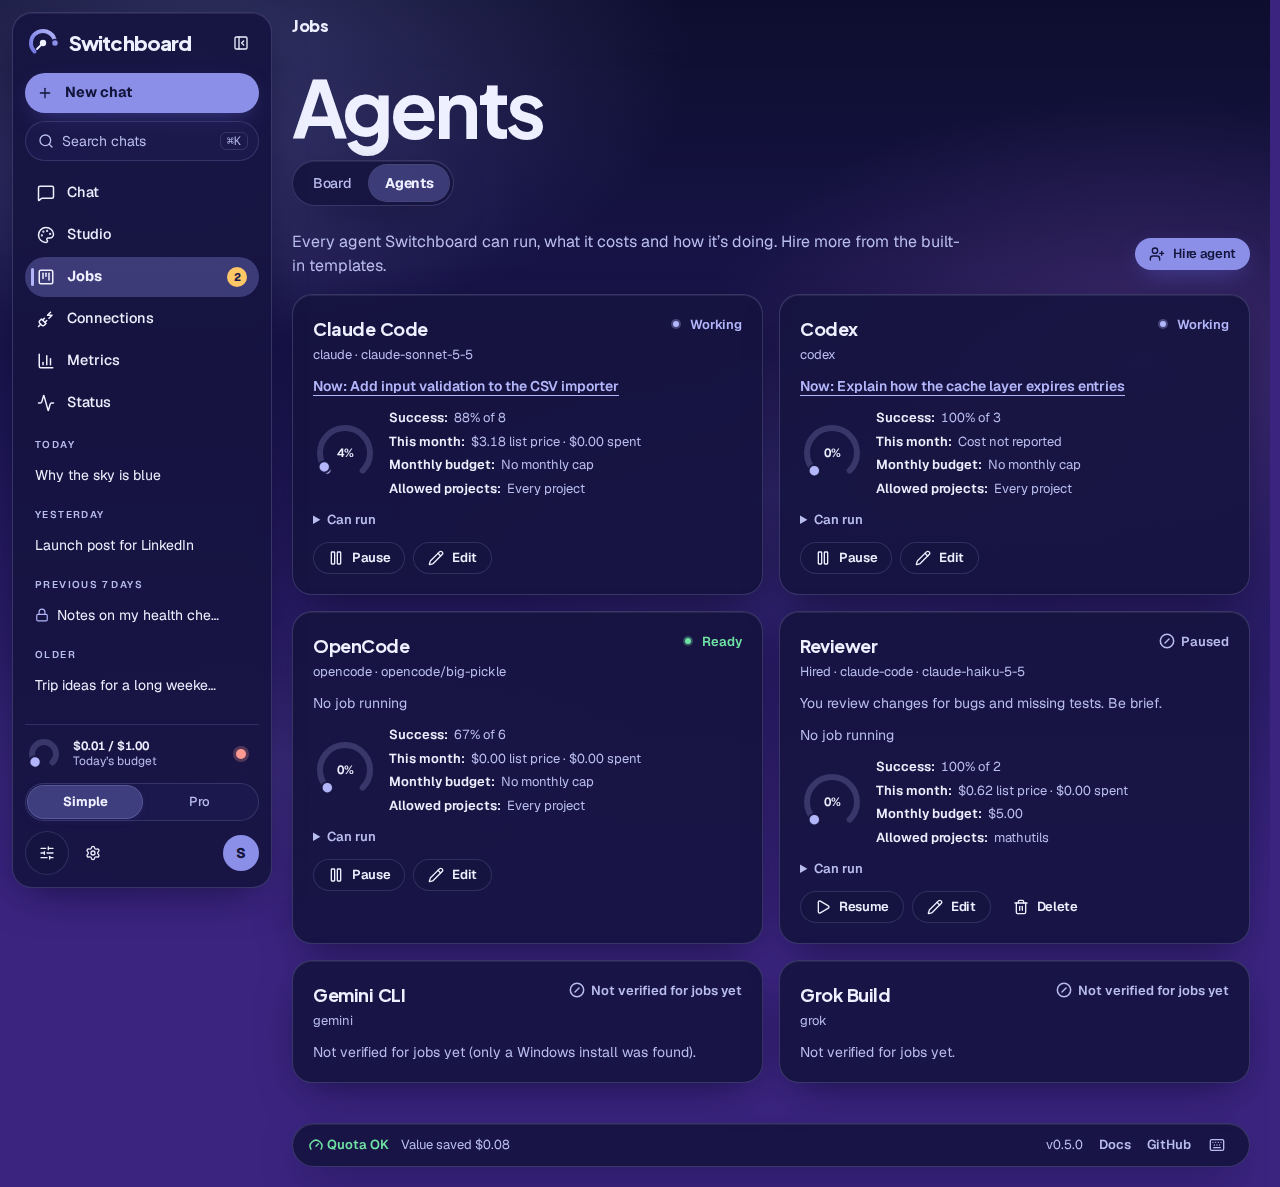 Switchboard
New chat
Search chats ⌘K
Chat
Studio
Jobs 2
Connections
Metrics
Status
TODAY
Why the sky is blue
YESTERDAY
Launch post for LinkedIn
PREVIOUS 7 DAYS
Notes on my health che…
OLDER
Trip ideas for a long weeke…
$0.01 / $1.00
Today's budget
Simple Pro
S
Jobs
Agents
Board Agents
Every agent Switchboard can run, what it costs and how it's doing. Hire more from the built-
in templates.
Hire agent
Claude Code Working
claude · claude-sonnet-5-5
Now: Add input validation to the CSV importer
4%
Success: 88% of 8
This month: $3.18 list price · $0.00 spent
Monthly budget: No monthly cap
Allowed projects: Every project
Can run
Pause Edit
Codex Working
codex
Now: Explain how the cache layer expires entries
0%
Success: 100% of 3
This month: Cost not reported
Monthly budget: No monthly cap
Allowed projects: Every project
Can run
Pause Edit
OpenCode Ready
opencode · opencode/big-pickle
No job running
0%
Success: 67% of 6
This month: $0.00 list price · $0.00 spent
Monthly budget: No monthly cap
Allowed projects: Every project
Can run
Pause Edit
Reviewer Paused
Hired · claude-code · claude-haiku-5-5
You review changes for bugs and missing tests. Be brief.
No job running
0%
Success: 100% of 2
This month: $0.62 list price · $0.00 spent
Monthly budget: $5.00
Allowed projects: mathutils
Can run
Resume Edit Delete
Gemini CLI Not verified for jobs yet
gemini
Not verified for jobs yet (only a Windows install was found).
Grok Build Not verified for jobs yet
grok
Not verified for jobs yet.
Quota OK Value saved $0.08 v0.5.0 Docs GitHub